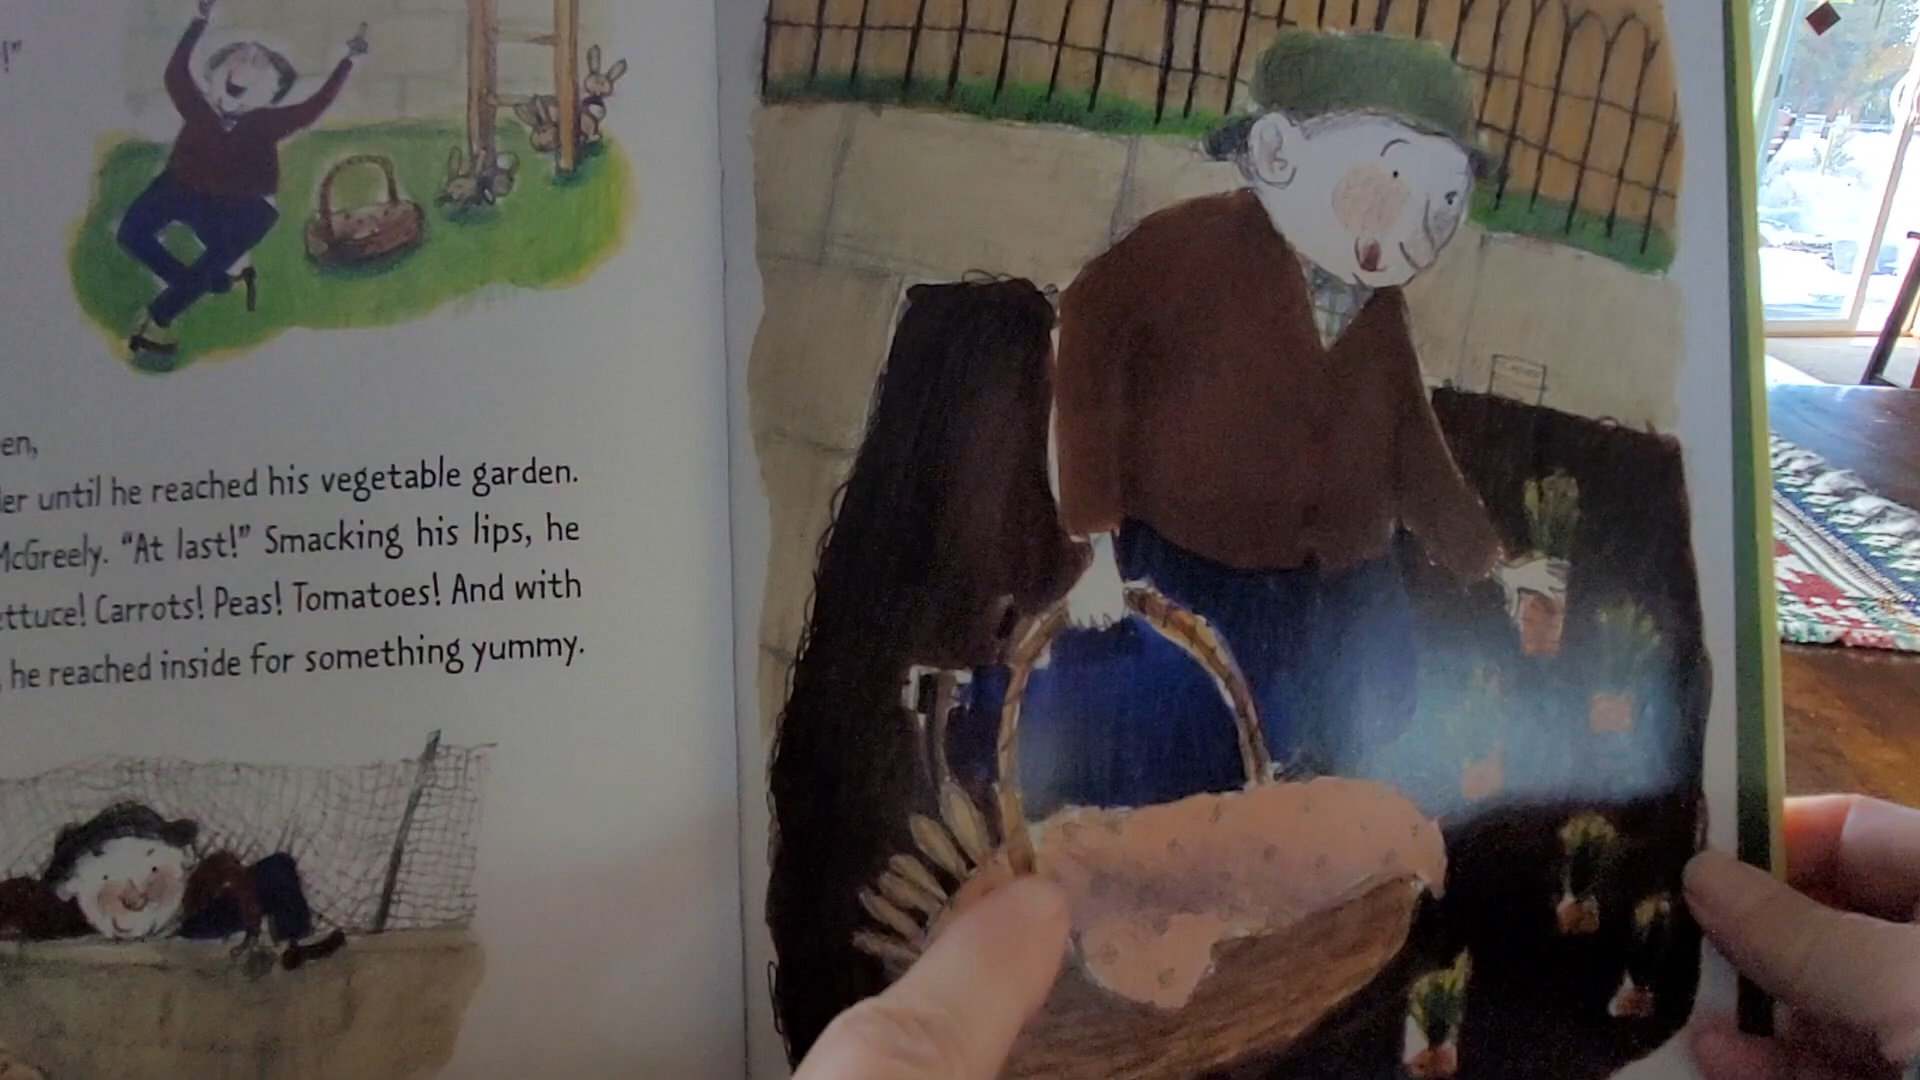 !"
en,
ler until he reached his vegetable garden.
McGreely. "At last!" Smacking his lips, he
ettuce! Carrots! Peas! Tomatoes! And with
, he reached inside for something yummy.